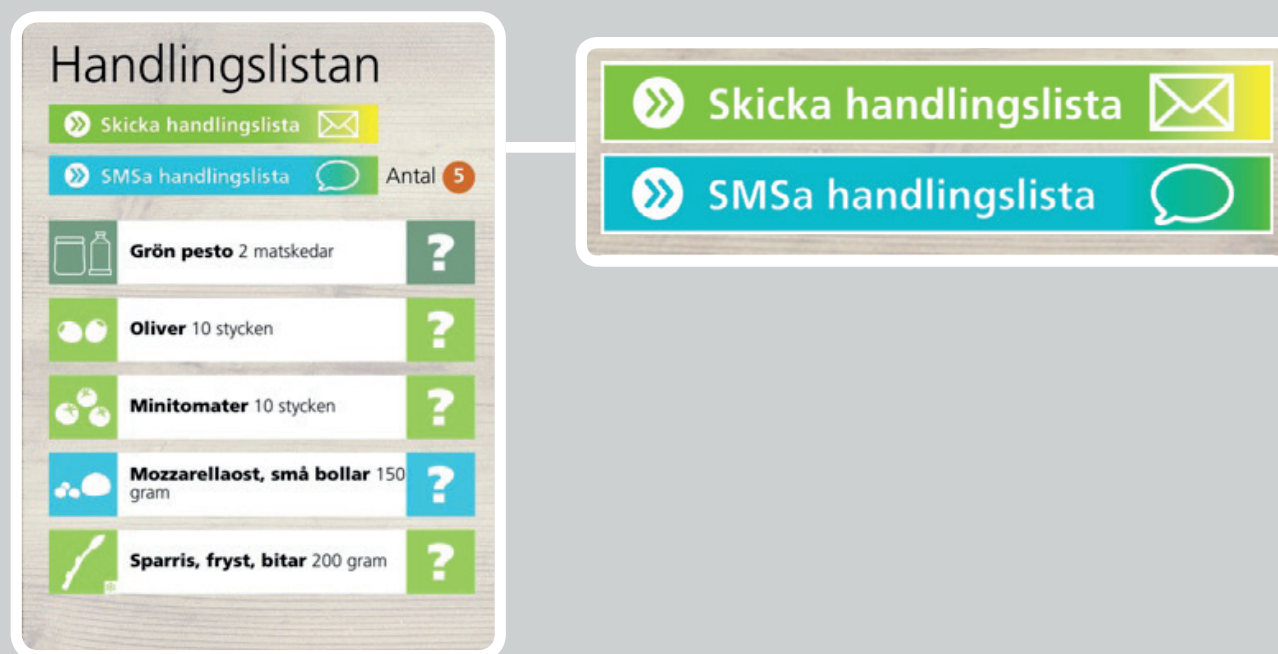 Handlingslistan
Skicka handlingslista
SMSa handlingslista
Antal 5
Grön pesto 2 matskedar
?
Oliver 10 stycken
?
Minitomater 10 stycken
?
Mozzarellaost, små bollar 150
gram
?
Sparris, fryst, bitar 200 gram
?
Skicka handlingslista
SMSa handlingslista